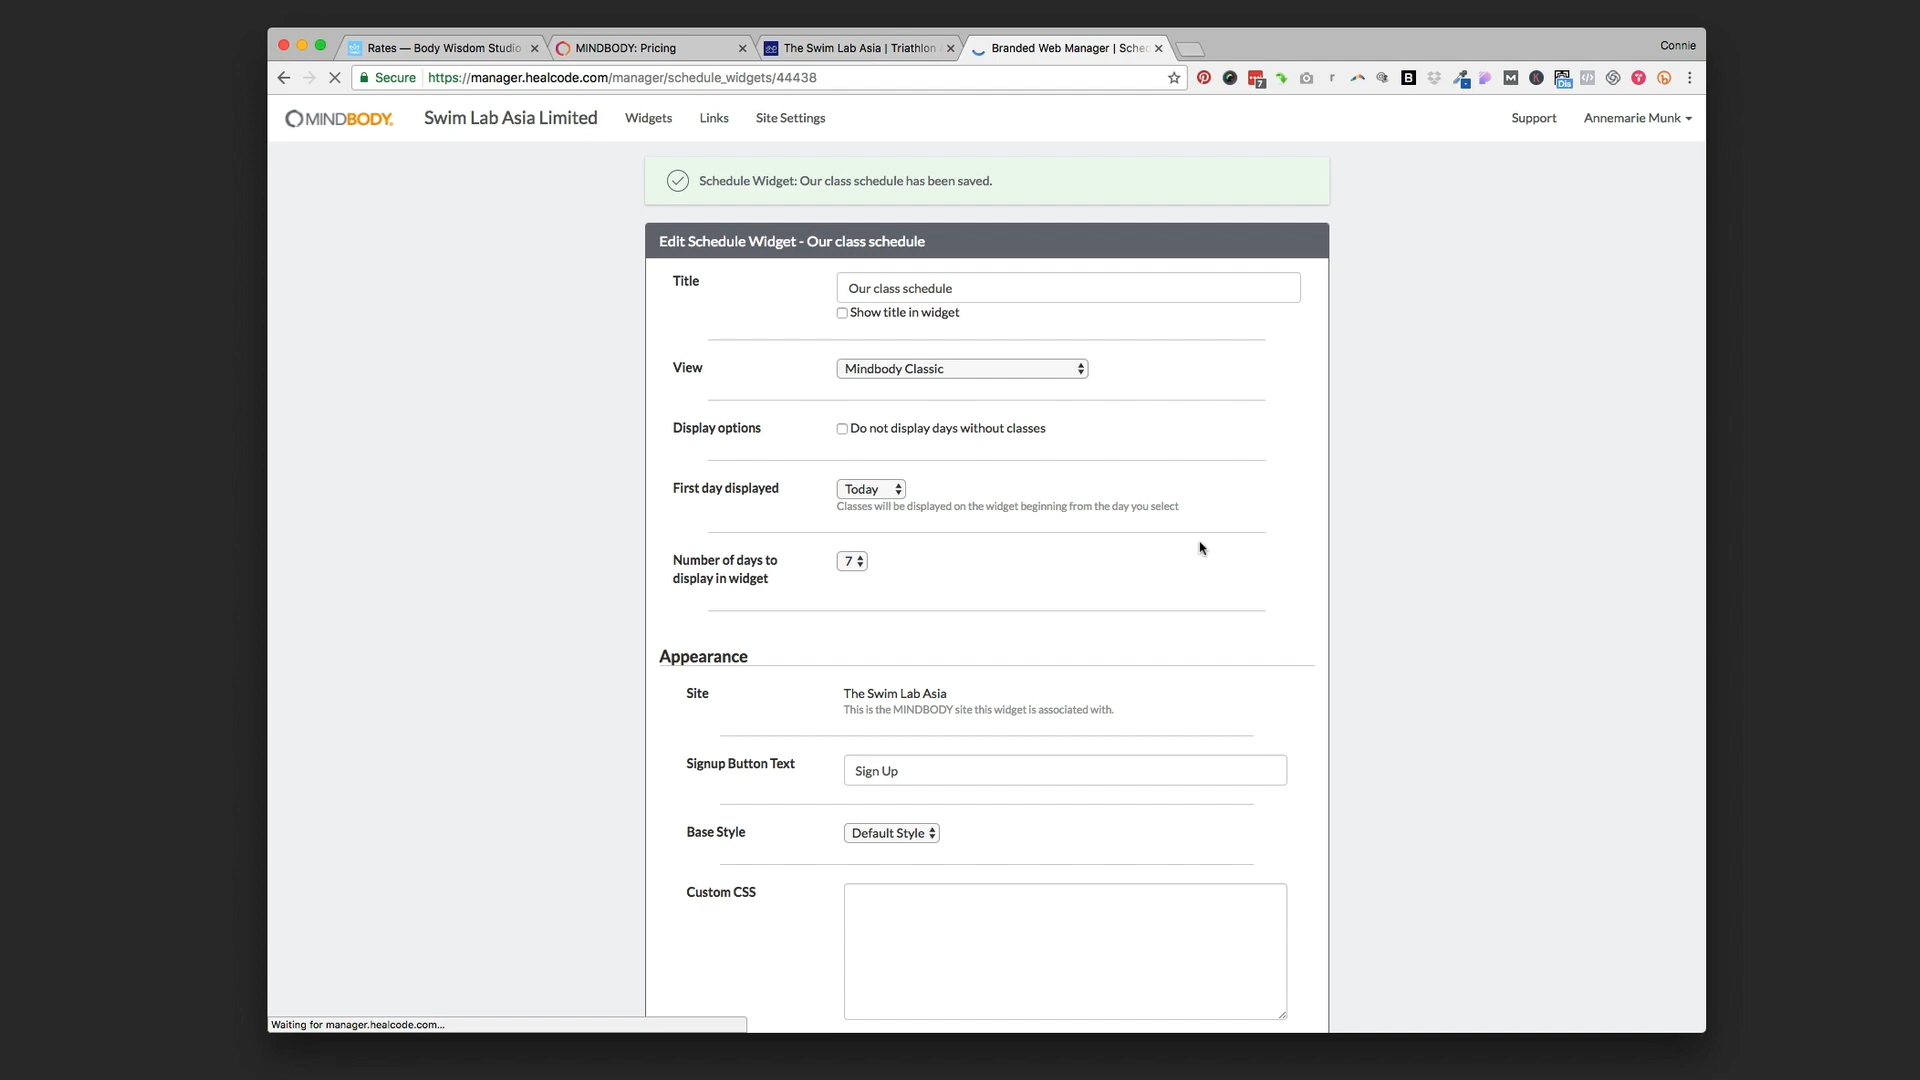 Rates — Body Wisdom Studio
MINDBODY: Pricing
The Swim Lab Asia | Triathlon
Branded Web Manager | Sche
Connie
Secure
https://manager.healcode.com/manager/schedule_widgets/44438
MINDBODY
Swim Lab Asia Limited
Widgets
Links
Site Settings
Support
Annemarie Munk
Schedule Widget: Our class schedule has been saved.
Edit Schedule Widget - Our class schedule
Title
Our class schedule
Show title in widget
View
Mindbody Classic
Display options
Do not display days without classes
First day displayed
Today
Classes will be displayed on the widget beginning from the day you select
Number of days to
display in widget
7
Appearance
Site
The Swim Lab Asia
This is the MINDBODY site this widget is associated with.
Signup Button Text
Sign Up
Base Style
Default Style
Custom CSS
Waiting for manager.healcode.com...